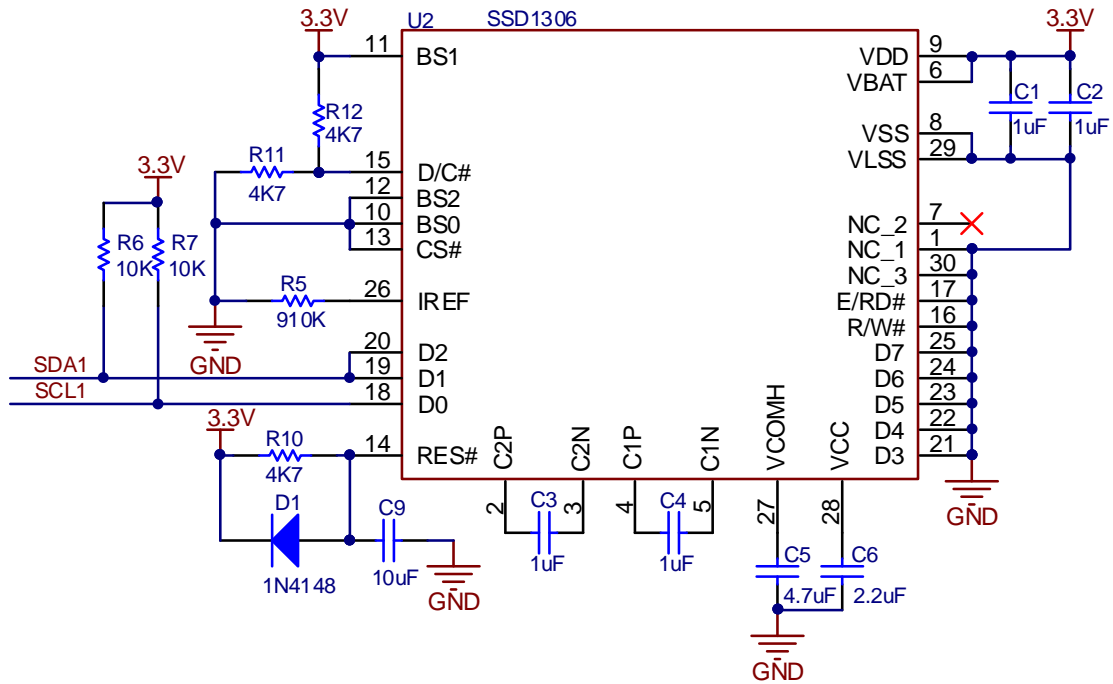 3.3V
U2
SSD1306
3.3V
11
BS1
R12
4K7
R11
4K7
15
D/C#
12
BS2
10
BS0
13
CS#
3.3V
R6
10K
R7
10K
R5
910K
26
IREF
GND
20
D2
SDA1
19
D1
SCL1
18
D0
3.3V
R10
4K7
14
RES#
D1
1N4148
C9
10uF
GND
C2P
C2N
C1P
C1N
VCOMH
VCC
2
C3
1uF
3
4
C4
1uF
5
27
28
C5
4.7uF
C6
2.2uF
GND
VDD
9
VBAT
6
C1
1uF
C2
1uF
VSS
8
VLSS
29
NC_2
7
NC_1
1
NC_3
30
E/RD#
17
R/W#
16
D7
25
D6
24
D5
23
D4
22
D3
21
GND